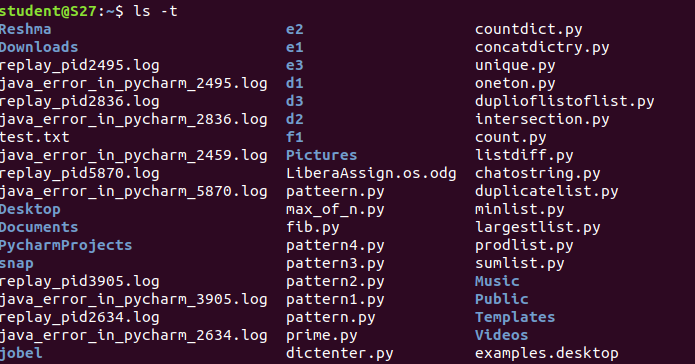 student@S27:~$ ls -t
Reshma e2 countdict.py
Downloads e1 concatdictry.py
replay_pid2495.log e3 unique.py
java_error_in_pycharm_2495.log d1 oneton.py
replay_pid2836.log d3 duplioflistoflist.py
java_error_in_pycharm_2836.log d2 intersection.py
test.txt f1 count.py
java_error_in_pycharm_2459.log Pictures listdiff.py
replay_pid5870.log LiberaAssign.os.odg chatostring.py
java_error_in_pycharm_5870.log patteern.py duplicatelist.py
Desktop max_of_n.py minlist.py
Documents fib.py largestlist.py
PycharmProjects pattern4.py prodlist.py
snap pattern3.py sumlist.py
replay_pid3905.log pattern2.py Music
java_error_in_pycharm_3905.log pattern1.py Public
replay_pid2634.log pattern.py Templates
java_error_in_pycharm_2634.log prime.py Videos
jobel dictenter.py examples.desktop